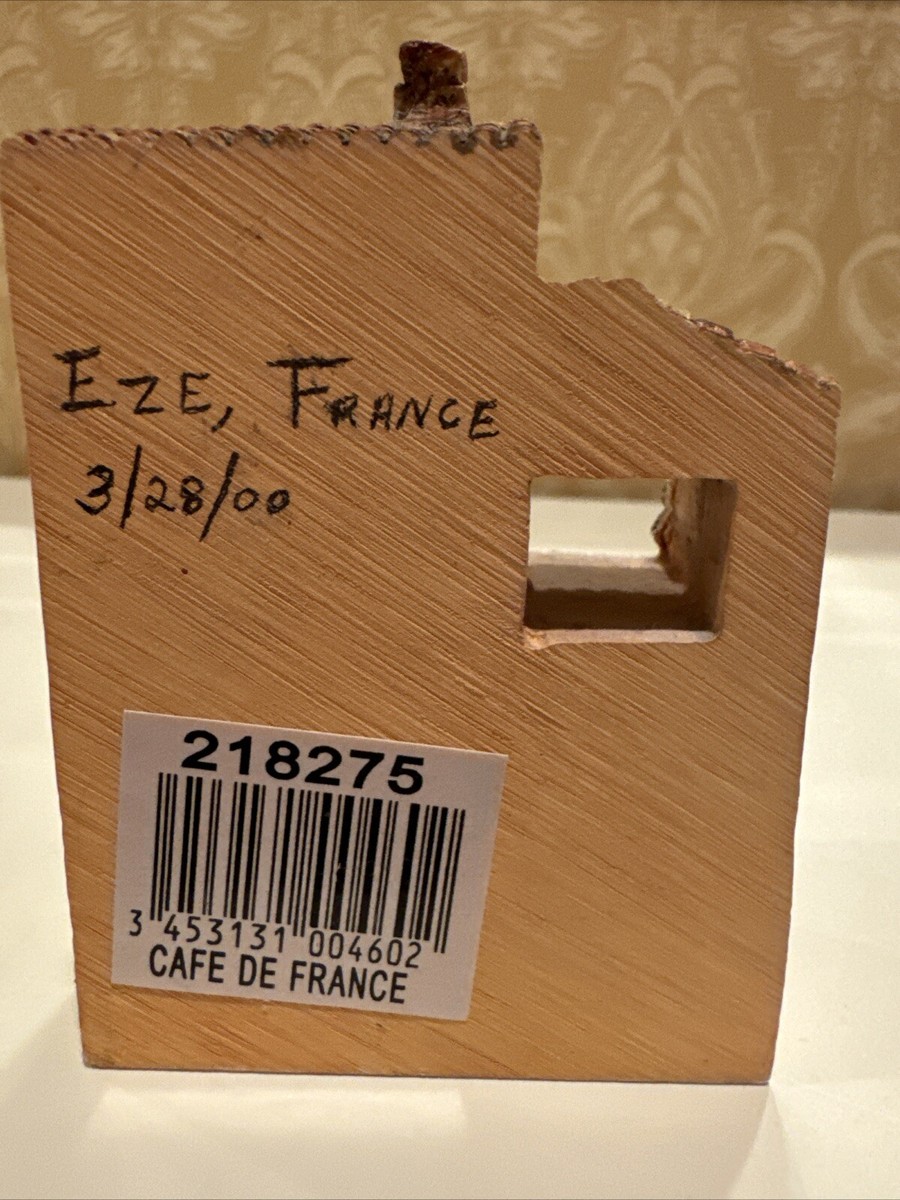 EZE, FRANCE
3/28/00
218275
3 453131 004602
CAFE DE FRANCE